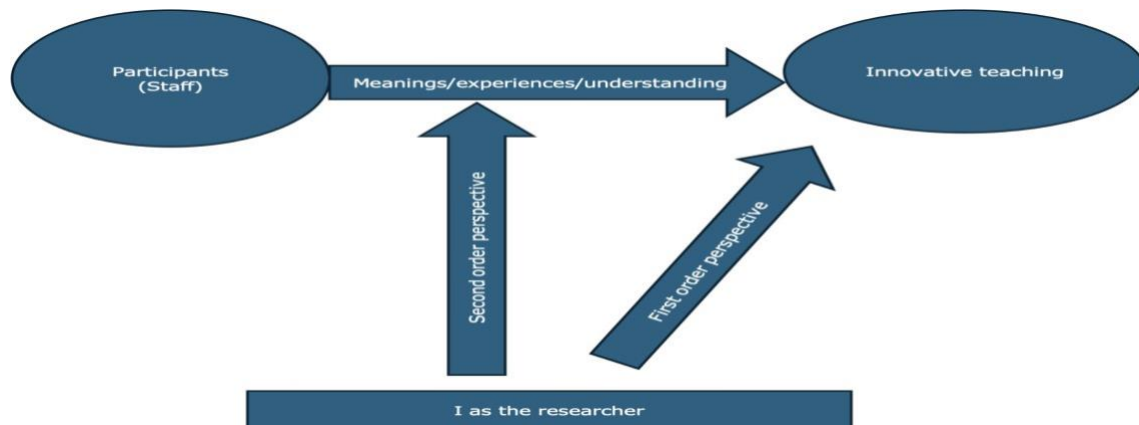 Participants
(Staff)
Meanings/experiences/understanding
Innovative teaching
Second order perspective
First order perspective
I as the researcher